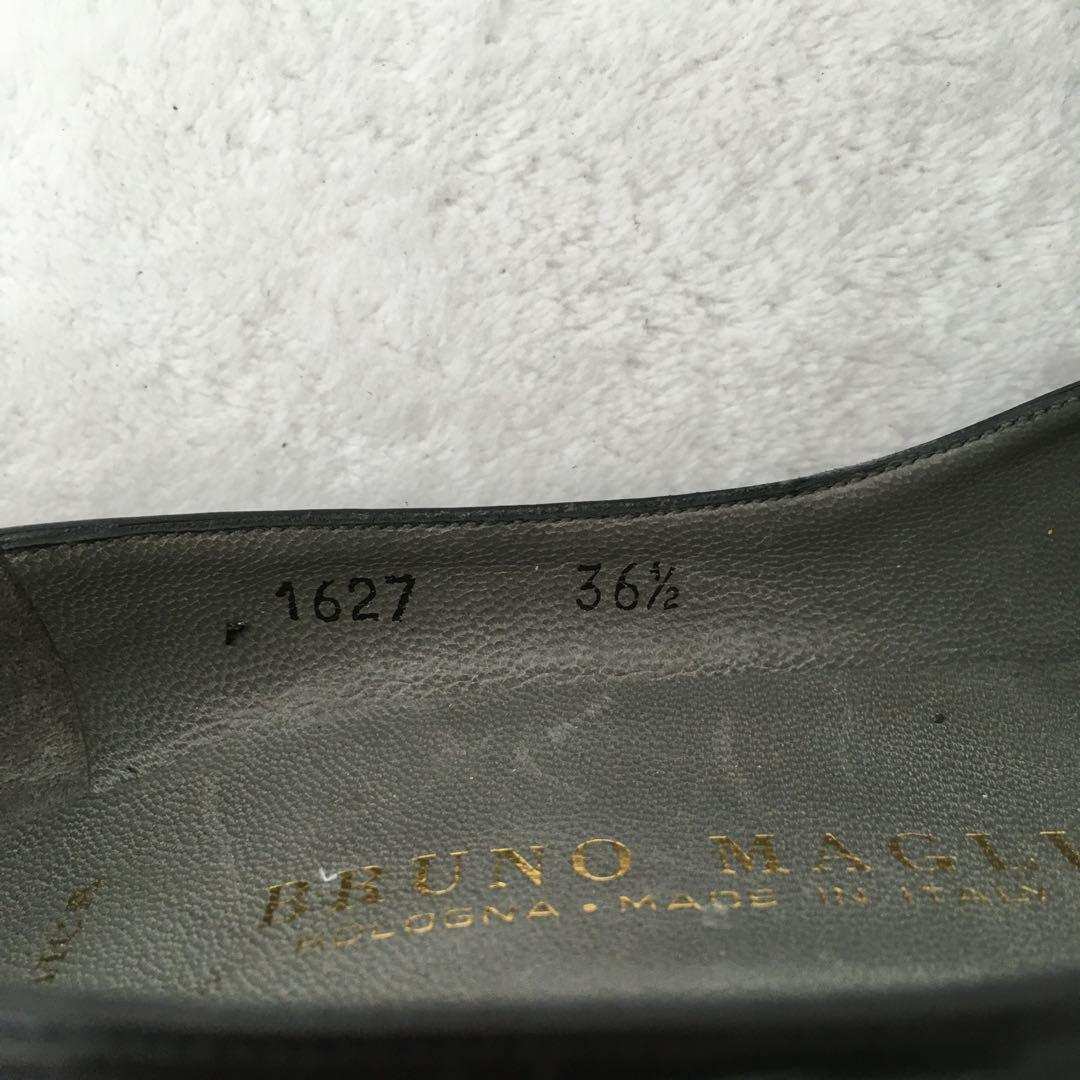 1627 36½
BRUNO MAGLI
BOLOGNA • MADE IN ITALY